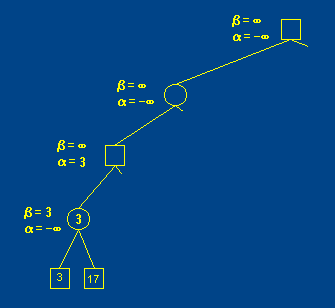 β = ∞
α = −∞
β = ∞
α = −∞
β = ∞
α = 3
β = 3
α = −∞
3
3
17